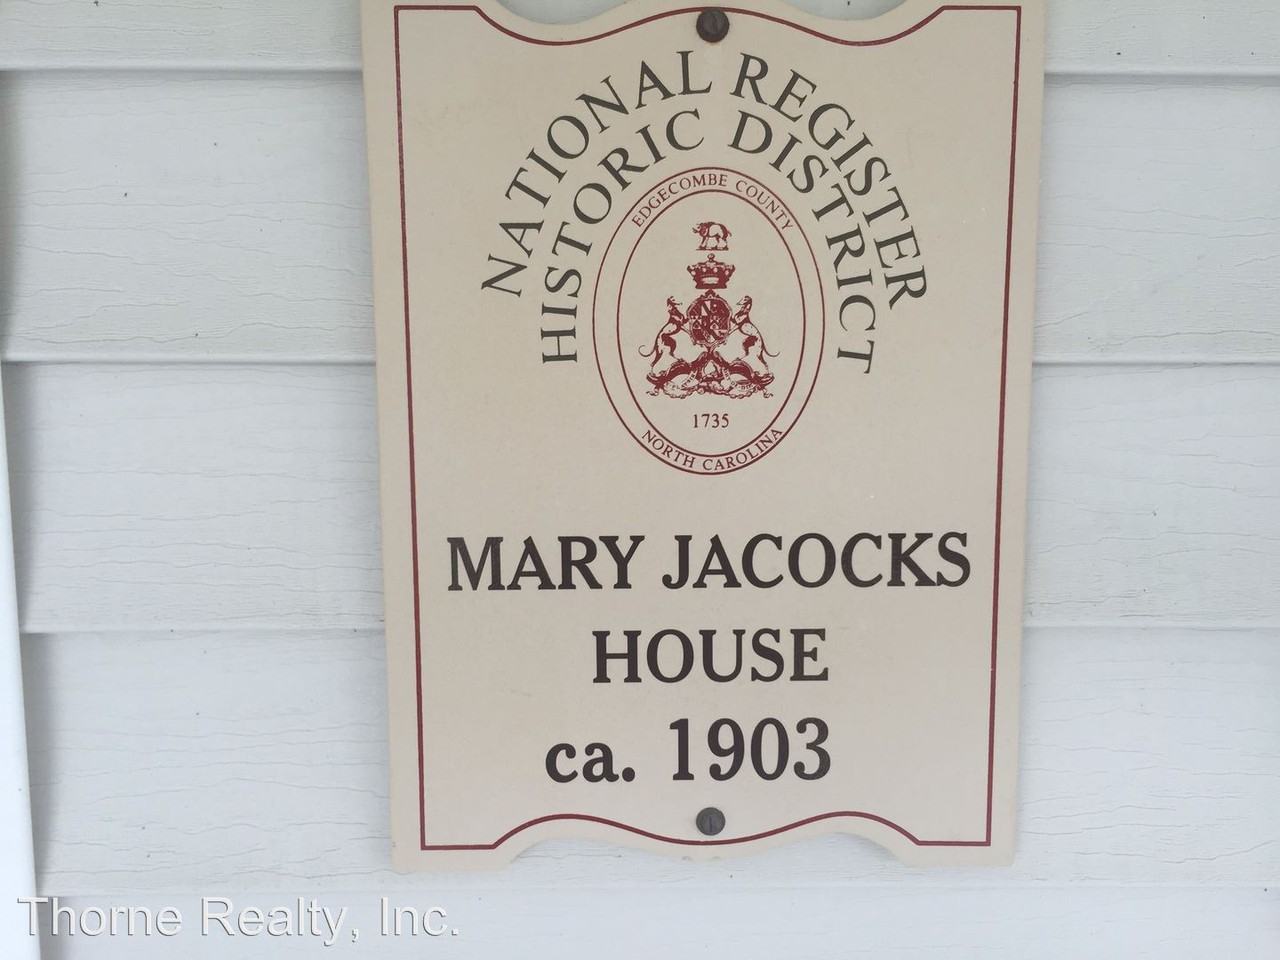 NATIONAL REGISTER
HISTORIC DISTRICT
EDGECOMBE COUNTY
1735
NORTH CAROLINA
MARY JACOCKS
HOUSE
ca. 1903
Thorne Realty, Inc.